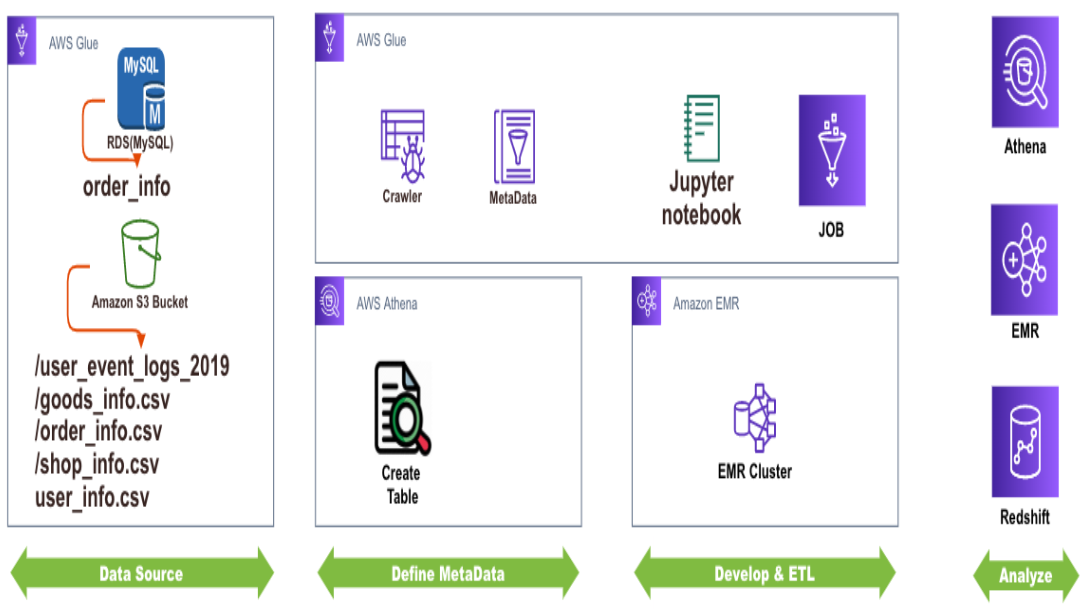 AWS Glue
MySQL
M
RDS(MySQL)
order_info
Amazon S3 Bucket
/user_event_logs_2019
/goods_info.csv
/order_info.csv
/shop_info.csv
user_info.csv
Data Source
AWS Glue
Crawler
MetaData
Jupyter
notebook
JOB
AWS Athena
Create
Table
Define MetaData
Amazon EMR
EMR Cluster
Develop & ETL
Athena
EMR
Redshift
Analyze